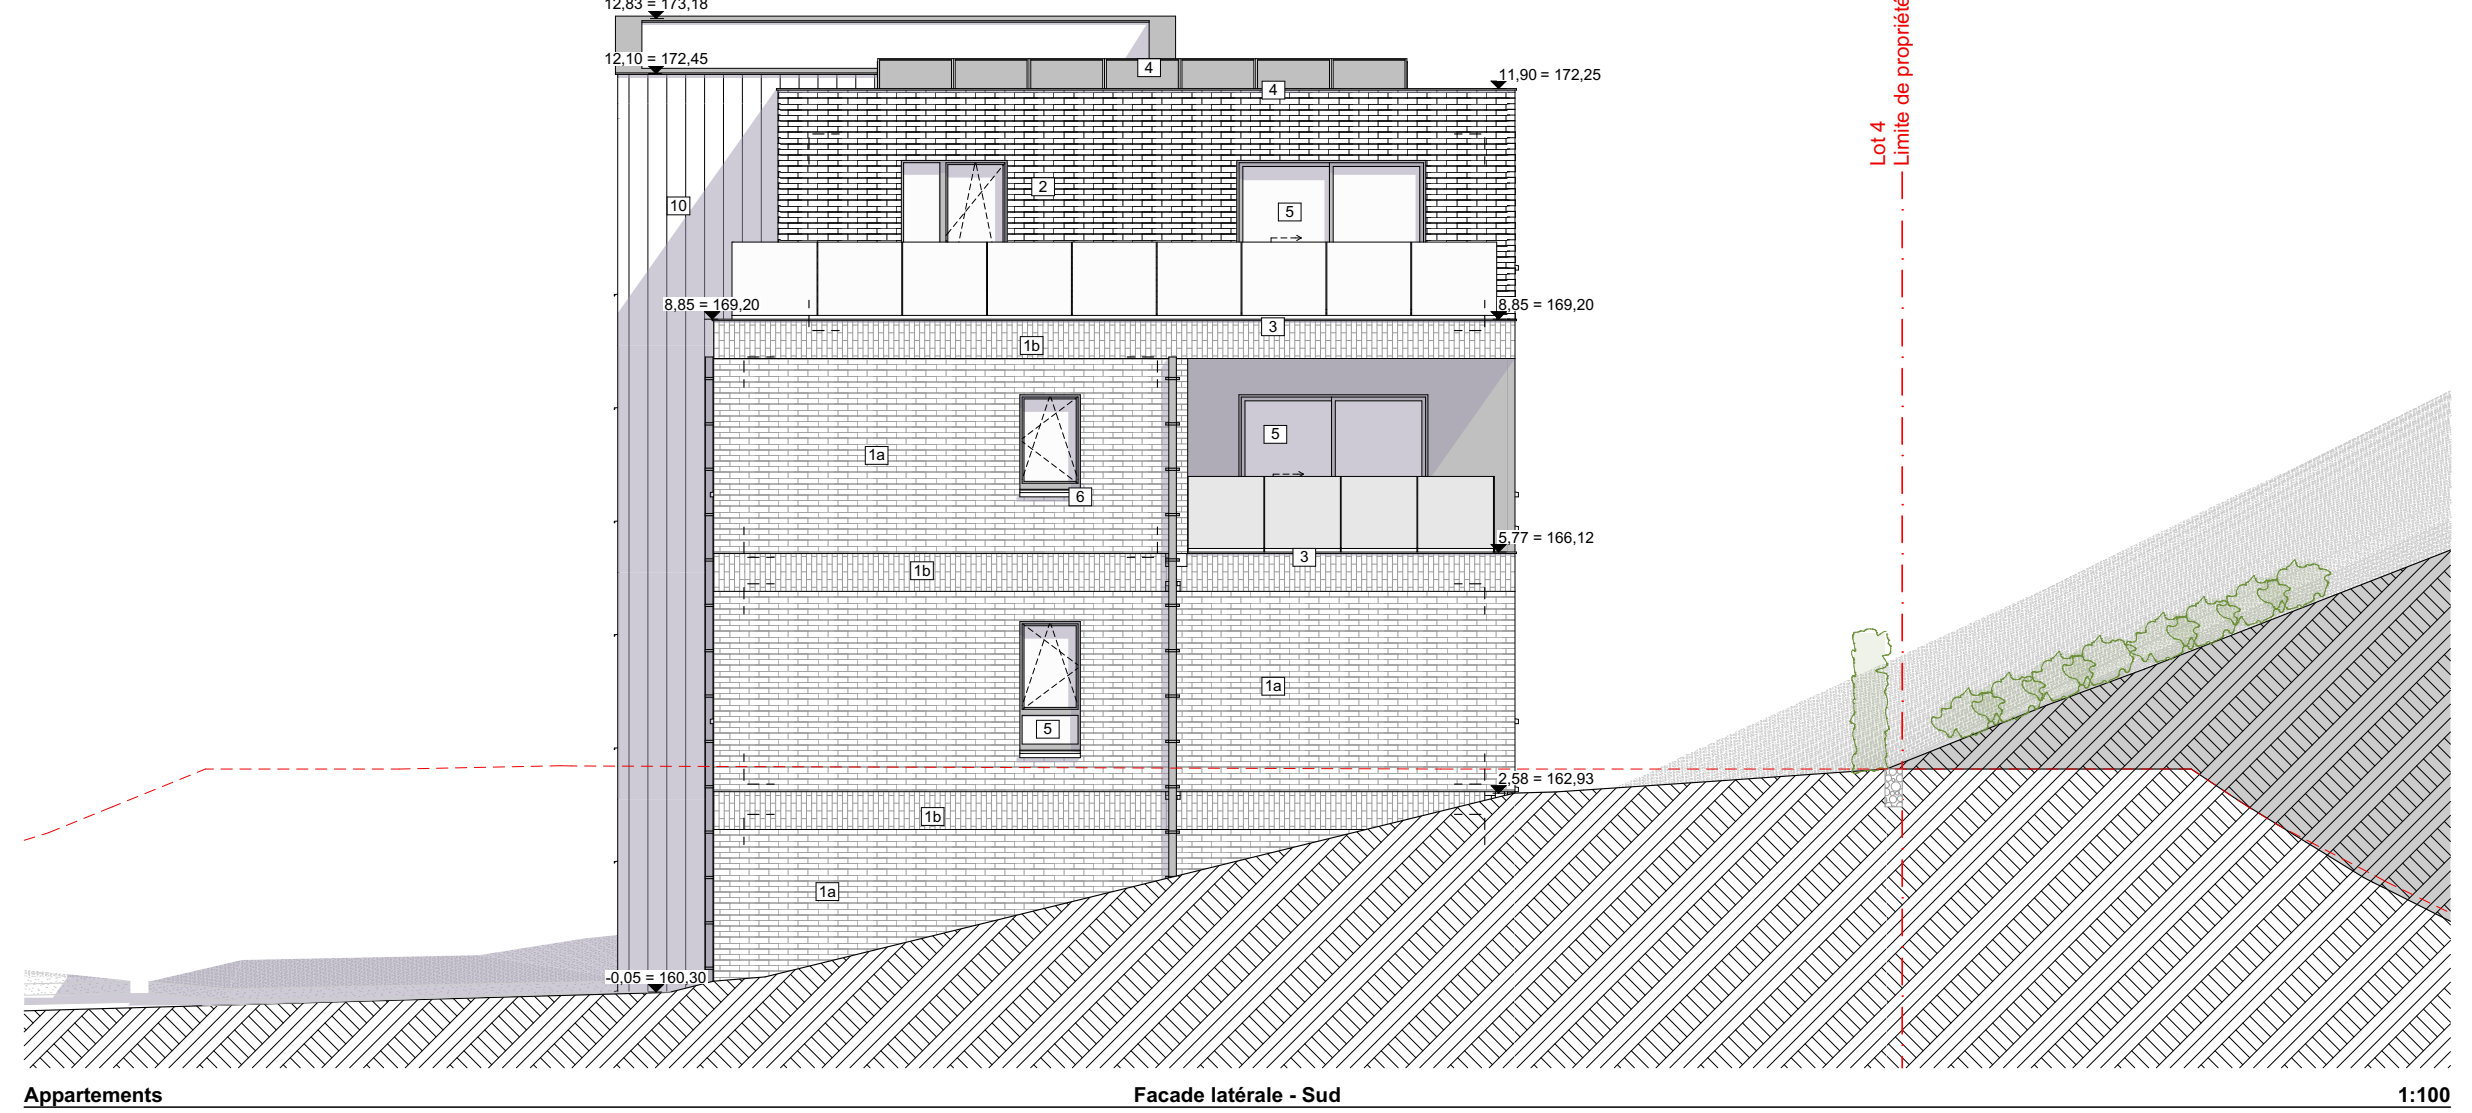 12,83 = 173,18
12,10 = 172,45
4
11,90 = 172,25
4
Lot 4
Limite de propriété
2
10
5
8,85 = 169,20
8,85 = 169,20
3
1b
5
1a
6
5,77 = 166,12
3
1b
1a
5
2,58 = 162,93
1b
1a
-0,05 = 160,30
Appartements
Facade latérale - Sud
1:100